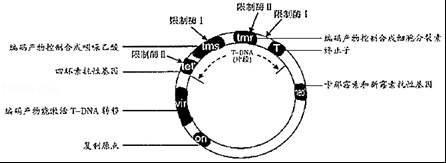 限制酶Ⅱ
限制酶Ⅰ 限制酶Ⅰ
编码产物控制合成吲哚乙酸 tms tmr 编码产物控制合成细胞分裂素
限制酶Ⅱ T 终止子
四环素抗性基因 tet T-DNA(片段)
卡那霉素和新霉素抗性基因
编码产物能激活T-DNA转移 vir
复制原点 ori